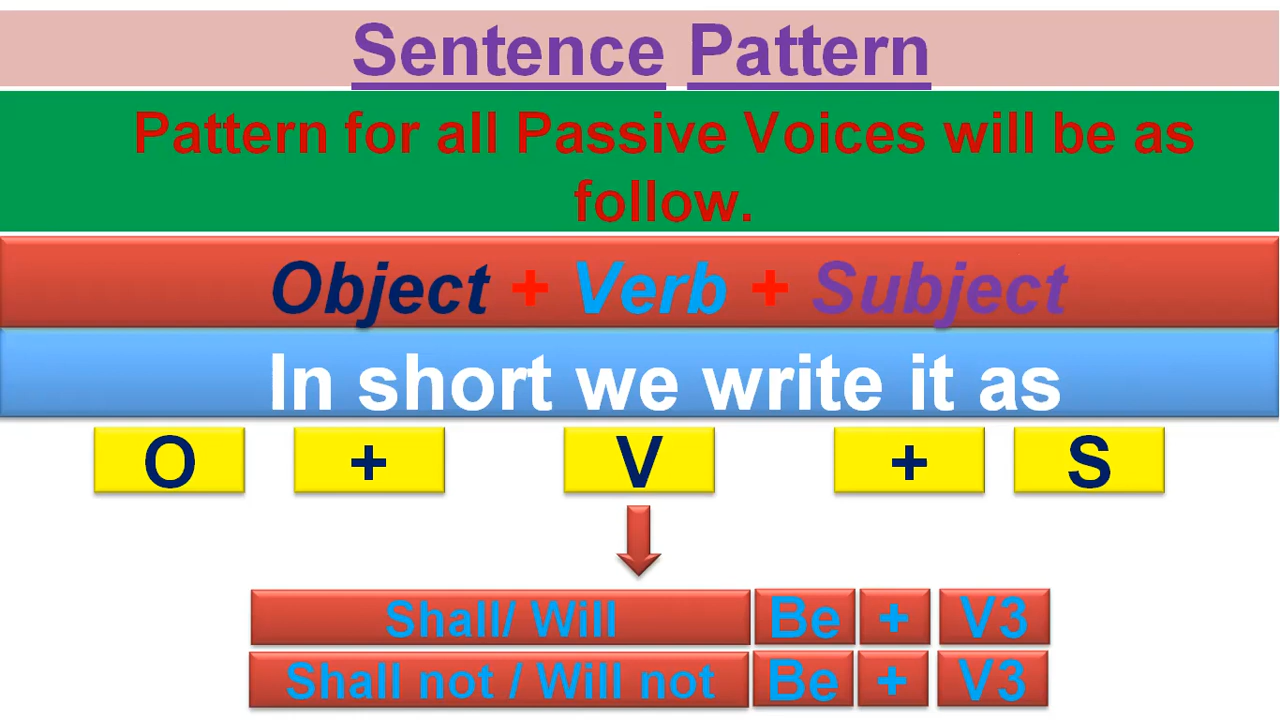 Sentence Pattern
Pattern for all Passive Voices will be as
follow.
Object + Verb + Subject
In short we write it as
O + V + S
Shall/ Will Be + V3
Shall not / Will not Be + V3